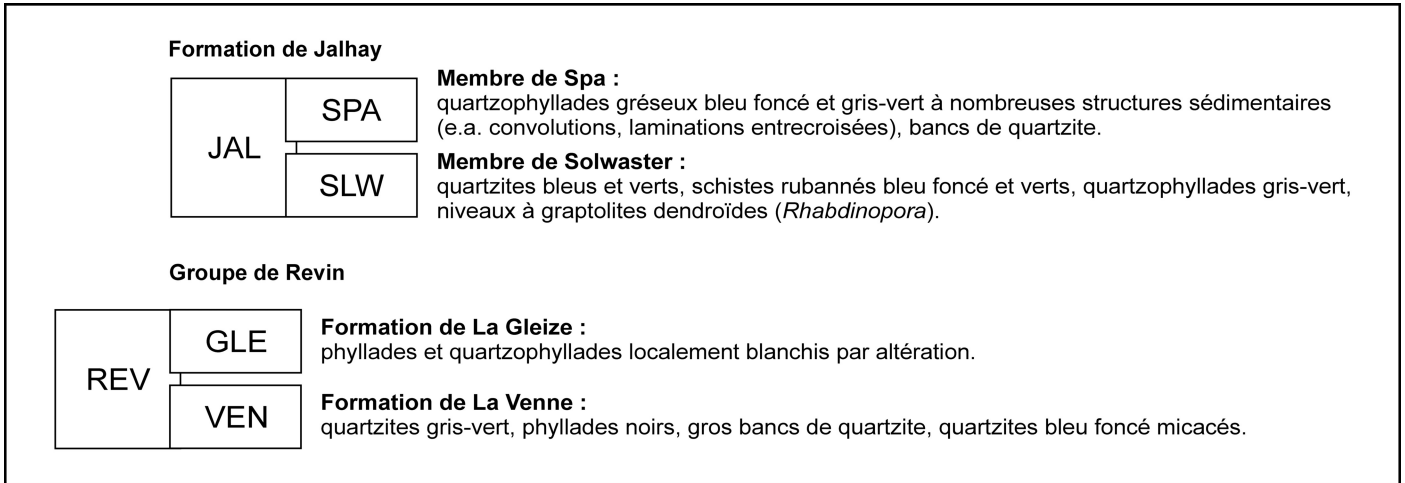 Formation de Jalhay
JAL
SPA
Membre de Spa :
quartzophyllades gréseux bleu foncé et gris-vert à nombreuses structures sédimentaires
(e.a. convolutions, laminations entrecroisées), bancs de quartzite.
SLW
Membre de Solwaster :
quartzites bleus et verts, schistes rubannés bleu foncé et verts, quartzophyllades gris-vert,
niveaux à graptolites dendroïdes (Rhabdinopora).
Groupe de Revin
REV
GLE
Formation de La Gleize :
phyllades et quartzophyllades localement blanchis par altération.
VEN
Formation de La Venne :
quartzites gris-vert, phyllades noirs, gros bancs de quartzite, quartzites bleu foncé micacés.